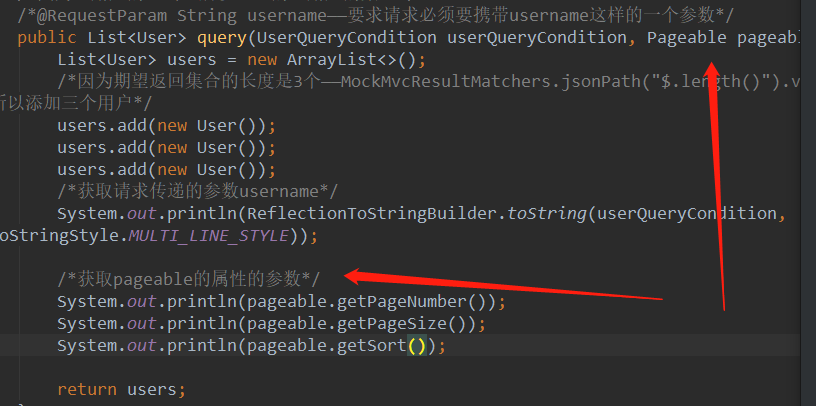 /*@RequestParam String username——要求请求必须要携带username这样的一个参数*/
public List<User> query(UserQueryCondition userQueryCondition, Pageable pageabl
List<User> users = new ArrayList<>();
/*因为期望返回集合的长度是3个——MockMvcResultMatchers.jsonPath("$.length()").v
所以添加三个用户*/
users.add(new User());
users.add(new User());
users.add(new User());
/*获取请求传递的参数username*/
System.out.println(ReflectionToStringBuilder.toString(userQueryCondition,
oStringStyle.MULTI_LINE_STYLE));
/*获取pageable的属性的参数*/
System.out.println(pageable.getPageNumber());
System.out.println(pageable.getPageSize());
System.out.println(pageable.getSort());
return users;